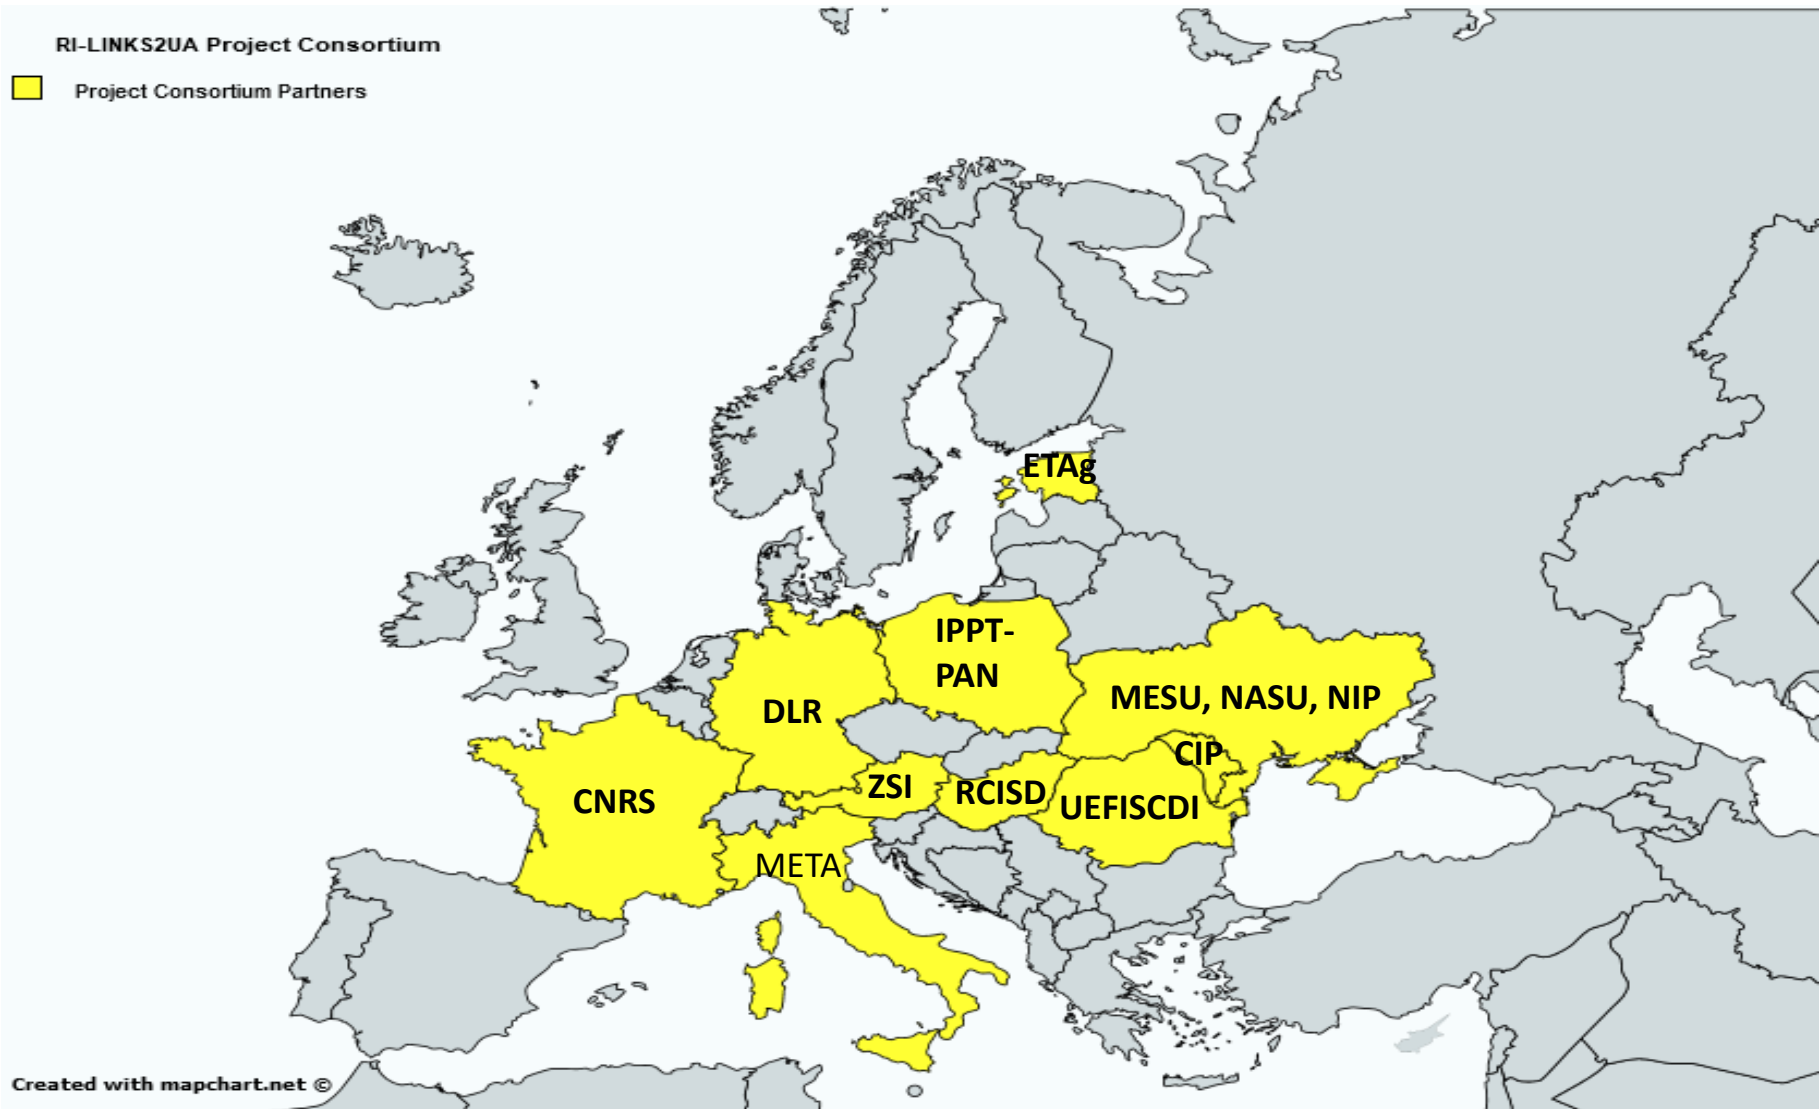 RI-LINKS2UA Project Consortium
Project Consortium Partners
ETAg
IPPT-
PAN
DLR
MESU, NASU, NIP
CIP
ZSI
RCISD
UEFISCDI
CNRS
META
Created with mapchart.net ©